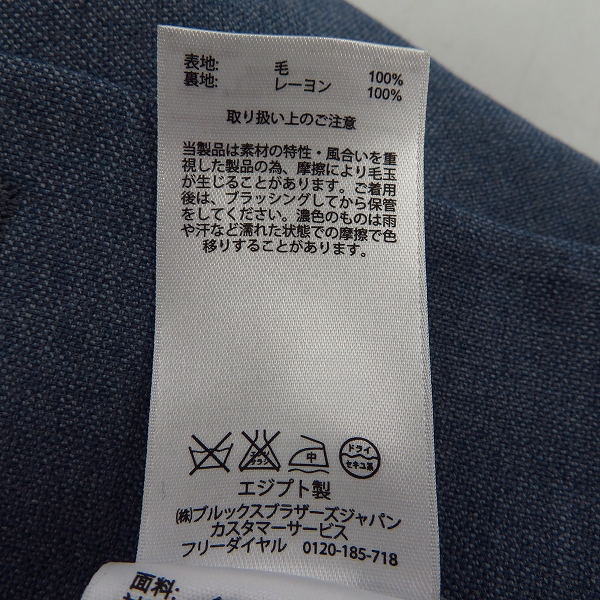 表地: 毛 100%
裏地: レーヨン 100%
取り扱い上のご注意
当製品は素材の特性・風合いを重
視した製品の為、摩擦により毛玉
が生じることがあります。ご着用
後は、ブラッシングしてから保管
をしてください。濃色のものは雨
や汗など濡れた状態での摩擦で色
移りすることがあります。
エンソ サラシ 中 ドライ セキユ系
エジプト製
(株)ブルックスブラザーズジャパン
カスタマーサービス
フリーダイヤル 0120-185-718
面料: